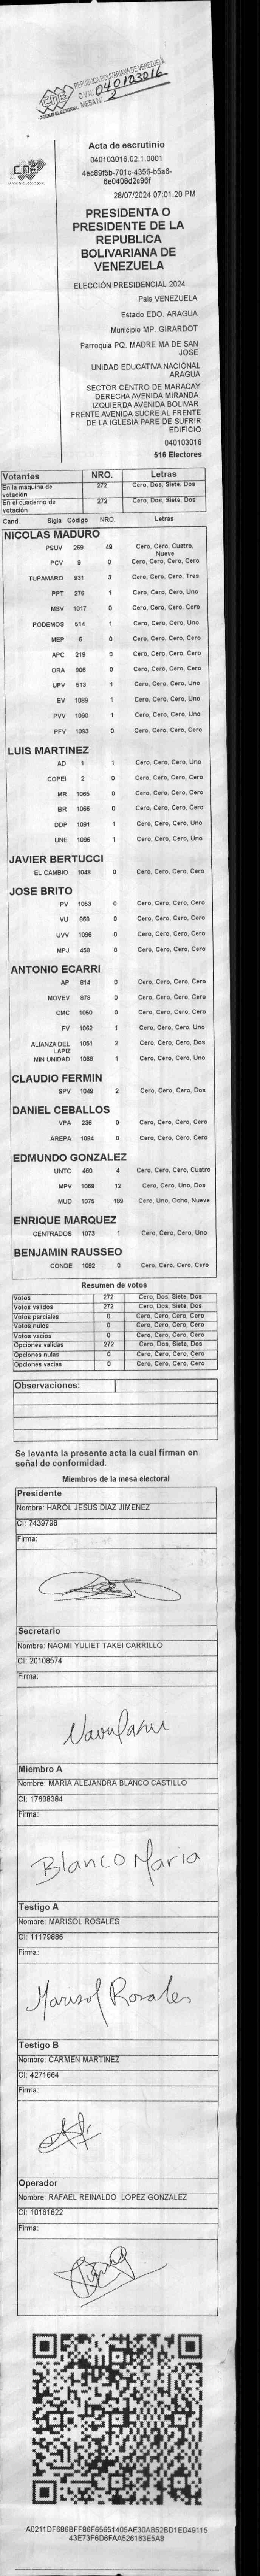 REPUBLICA BOLIVARIANA DE VENEZUELA
C.V.: 040103016
CNE
PODER ELECTORAL MESA N°: 2
CNE
Acta de escrutinio
040103016.02.1.0001
4ec89f5b-701c-4356-b5a6-
6e0408d2c96f
28/07/2024 07:01:20 PM
PRESIDENTA O
PRESIDENTE DE LA
REPUBLICA
BOLIVARIANA DE
VENEZUELA
ELECCIÓN PRESIDENCIAL 2024
Pais VENEZUELA
Estado EDO. ARAGUA
Municipio MP. GIRARDOT
Parroquia PQ. MADRE MA DE SAN
JOSE
UNIDAD EDUCATIVA NACIONAL
ARAGUA
SECTOR CENTRO DE MARACAY
DERECHA AVENIDA MIRANDA.
IZQUIERDA AVENIDA BOLIVAR.
FRENTE AVENIDA SUCRE AL FRENTE
DE LA IGLESIA PARE DE SUFRIR
EDIFICIO
040103016
516 Electores
Votantes NRO. Letras
En la máquina de votación 272 Cero, Dos, Siete, Dos
En el cuaderno de votación 272 Cero, Dos, Siete, Dos
Cand. Sigla Código NRO. Letras
NICOLAS MADURO
PSUV 269 49 Cero, Cero, Cuatro, Nueve
PCV 9 0 Cero, Cero, Cero, Cero
TUPAMARO 931 3 Cero, Cero, Cero, Tres
PPT 276 1 Cero, Cero, Cero, Uno
MSV 1017 0 Cero, Cero, Cero, Cero
PODEMOS 514 1 Cero, Cero, Cero, Uno
MEP 6 0 Cero, Cero, Cero, Cero
APC 219 0 Cero, Cero, Cero, Cero
ORA 906 0 Cero, Cero, Cero, Cero
UPV 513 1 Cero, Cero, Cero, Uno
EV 1089 1 Cero, Cero, Cero, Uno
PVV 1090 1 Cero, Cero, Cero, Uno
PFV 1093 0 Cero, Cero, Cero, Cero
LUIS MARTINEZ
AD 1 1 Cero, Cero, Cero, Uno
COPEI 2 0 Cero, Cero, Cero, Cero
MR 1065 0 Cero, Cero, Cero, Cero
BR 1066 0 Cero, Cero, Cero, Cero
DDP 1091 1 Cero, Cero, Cero, Uno
UNE 1095 1 Cero, Cero, Cero, Uno
JAVIER BERTUCCI
EL CAMBIO 1048 0 Cero, Cero, Cero, Cero
JOSE BRITO
PV 1053 0 Cero, Cero, Cero, Cero
VU 868 0 Cero, Cero, Cero, Cero
UVV 1096 0 Cero, Cero, Cero, Cero
MPJ 458 0 Cero, Cero, Cero, Cero
ANTONIO ECARRI
AP 914 0 Cero, Cero, Cero, Cero
MOVEV 878 0 Cero, Cero, Cero, Cero
CMC 1050 0 Cero, Cero, Cero, Cero
FV 1062 1 Cero, Cero, Cero, Uno
ALIANZA DEL LAPIZ 1051 2 Cero, Cero, Cero, Dos
MIN UNIDAD 1068 1 Cero, Cero, Cero, Uno
CLAUDIO FERMIN
SPV 1049 2 Cero, Cero, Cero, Dos
DANIEL CEBALLOS
VPA 236 0 Cero, Cero, Cero, Cero
AREPA 1094 0 Cero, Cero, Cero, Cero
EDMUNDO GONZALEZ
UNTC 460 4 Cero, Cero, Cero, Cuatro
MPV 1069 12 Cero, Cero, Uno, Dos
MUD 1075 189 Cero, Uno, Ocho, Nueve
ENRIQUE MARQUEZ
CENTRADOS 1073 1 Cero, Cero, Cero, Uno
BENJAMIN RAUSSEO
CONDE 1092 0 Cero, Cero, Cero, Cero
Resumen de votos
Votos 272 Cero, Dos, Siete, Dos
Votos validos 272 Cero, Dos, Siete, Dos
Votos parciales 0 Cero, Cero, Cero, Cero
Votos nulos 0 Cero, Cero, Cero, Cero
Votos vacios 0 Cero, Cero, Cero, Cero
Opciones validas 272 Cero, Dos, Siete, Dos
Opciones nulas 0 Cero, Cero, Cero, Cero
Opciones vacias 0 Cero, Cero, Cero, Cero
Observaciones:
Se levanta la presente acta la cual firman en
señal de conformidad.
Miembros de la mesa electoral
Presidente
Nombre: HAROL JESUS DIAZ JIMENEZ
CI: 7439798
Firma:
Secretario
Nombre: NAOMI YULIET TAKEI CARRILLO
CI: 20108574
Firma:
Miembro A
Nombre: MARIA ALEJANDRA BLANCO CASTILLO
CI: 17608384
Firma:
Blanco Maria
Testigo A
Nombre: MARISOL ROSALES
CI: 11179886
Firma:
Marisol Rosales
Testigo B
Nombre: CARMEN MARTINEZ
CI: 4271664
Firma:
Operador
Nombre: RAFAEL REINALDO LOPEZ GONZALEZ
CI: 10161622
Firma:
A0211DF686BFF86F65651405AE30AB52BD1ED49115
43E73F6D6FAA526163E5A8